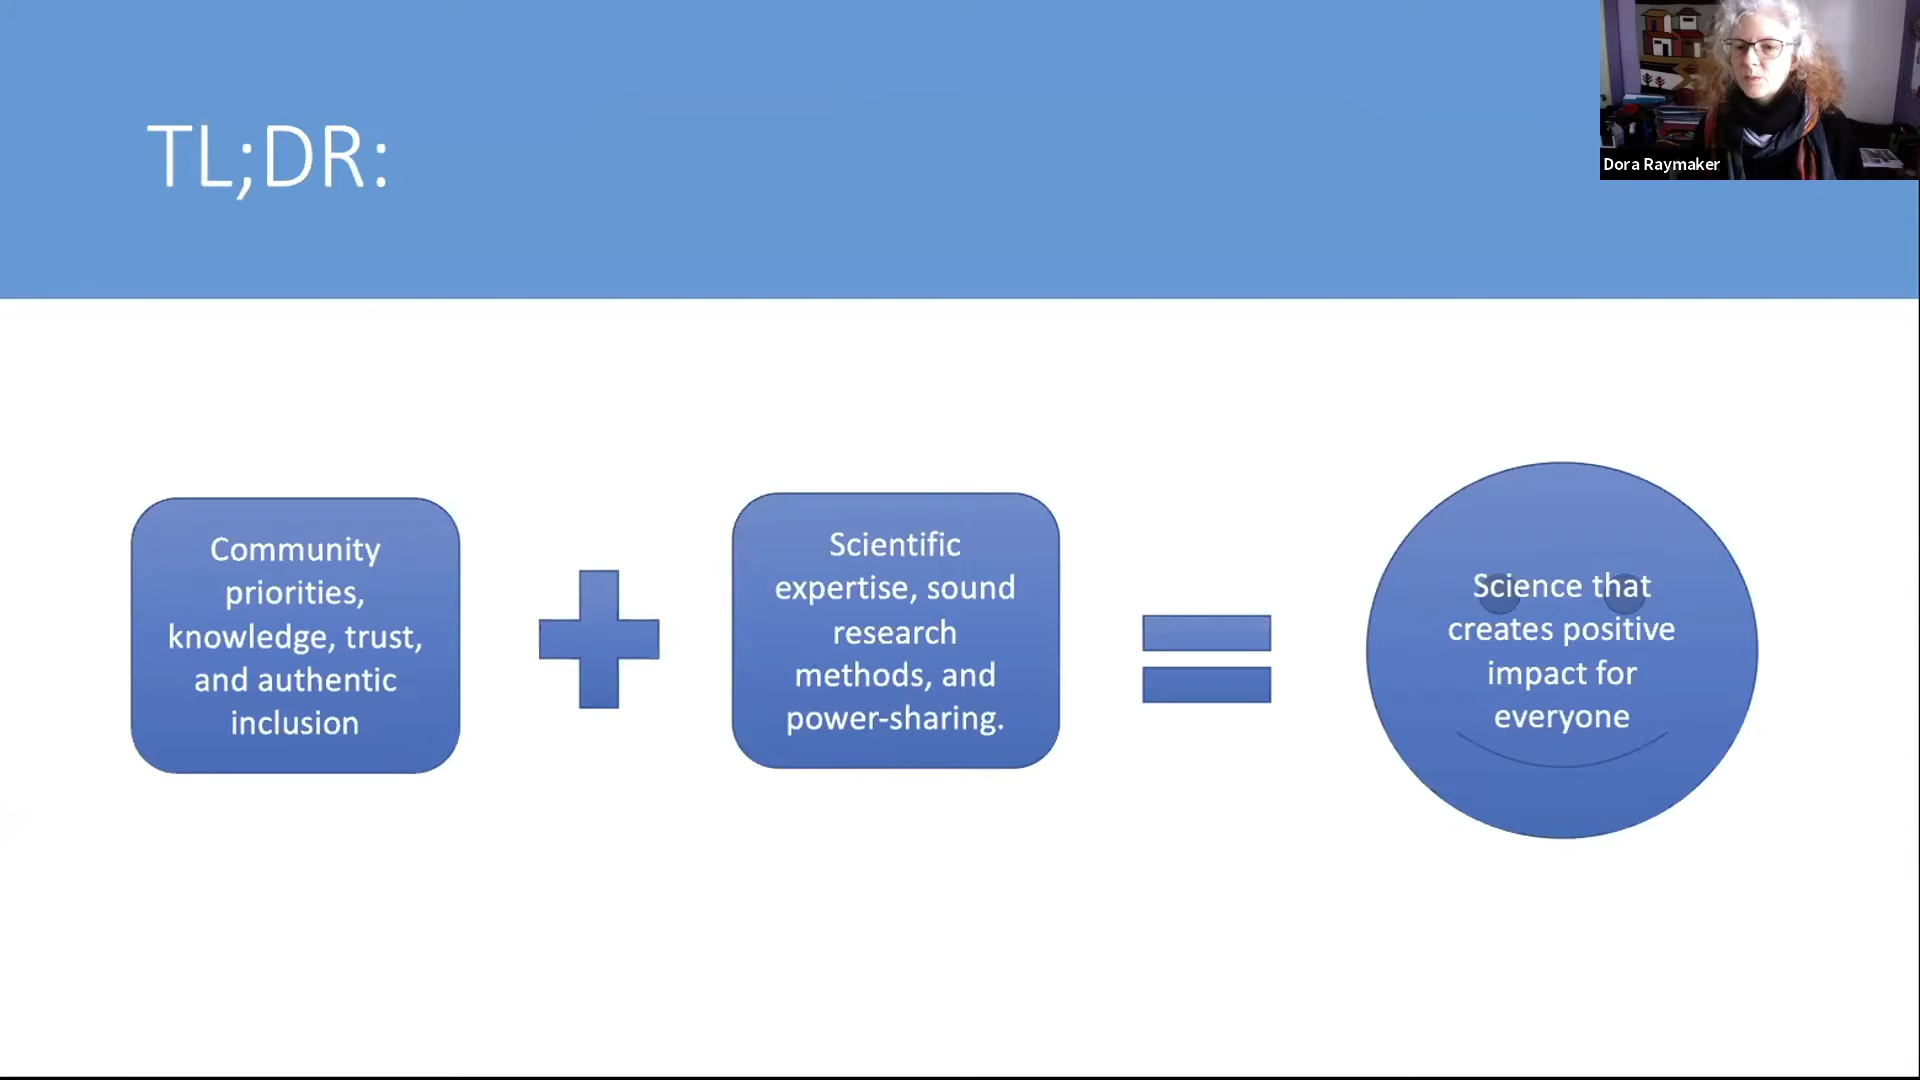 TL;DR:
Dora Raymaker
Community
priorities,
knowledge, trust,
and authentic
inclusion
Scientific
expertise, sound
research
methods, and
power-sharing.
Science that
creates positive
impact for
everyone